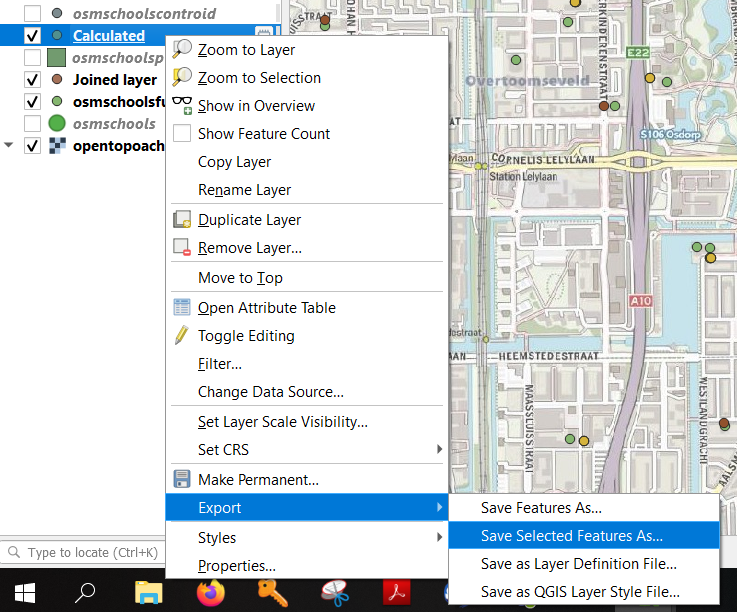 osmschoolscontroid
Calculated
osmschoolsp
Joined layer
osmschoolsfu
osmschools
opentopoach
Zoom to Layer
Zoom to Selection
Show in Overview
Show Feature Count
Copy Layer
Rename Layer
Duplicate Layer
Remove Layer...
Move to Top
Open Attribute Table
Toggle Editing
Filter...
Change Data Source...
Set Layer Scale Visibility...
Set CRS
Make Permanent...
Export
Styles
Properties...
Save Features As...
Save Selected Features As...
Save as Layer Definition File...
Save as QGIS Layer Style File...
Type to locate (Ctrl+K)
E22
Overtoomseveld
S106 Osdorp
CORNELIS LELYLAAN
Station Lelylaan
A10
HEEMSTEDESTRAAT
WESTLANDGRACHT